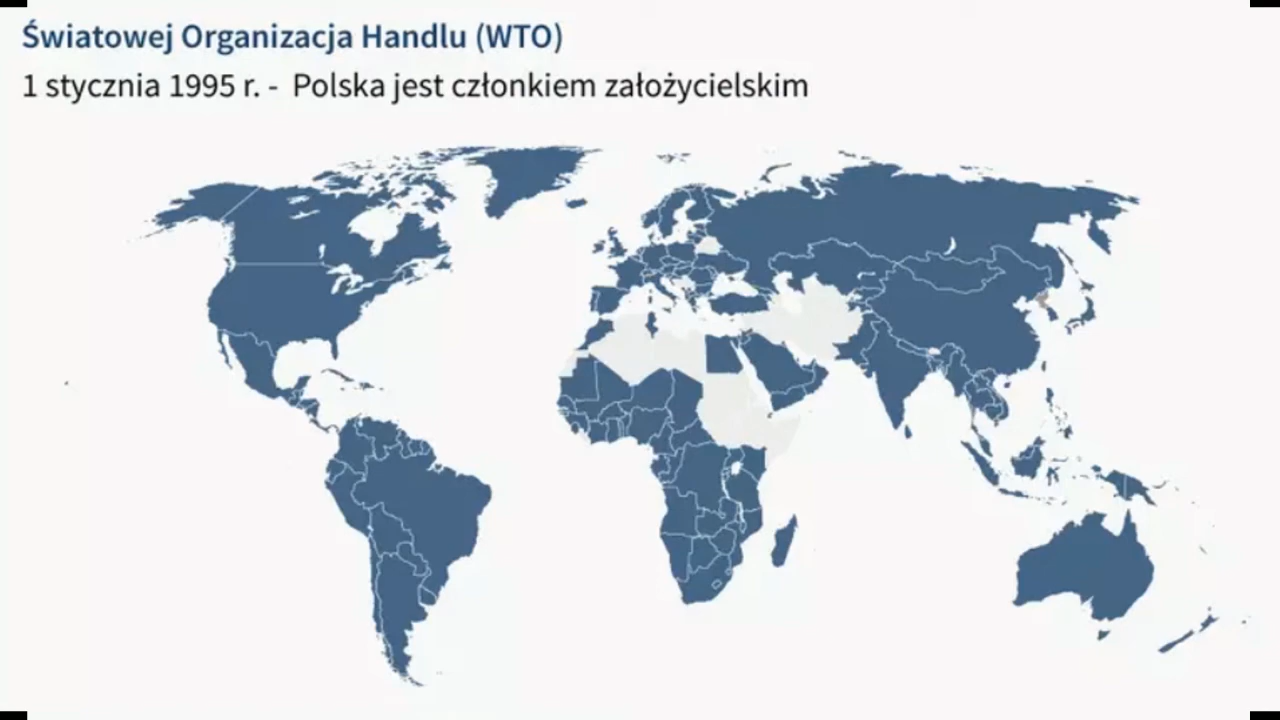 Światowej Organizacja Handlu (WTO)
1 stycznia 1995 r. - Polska jest członkiem założycielskim